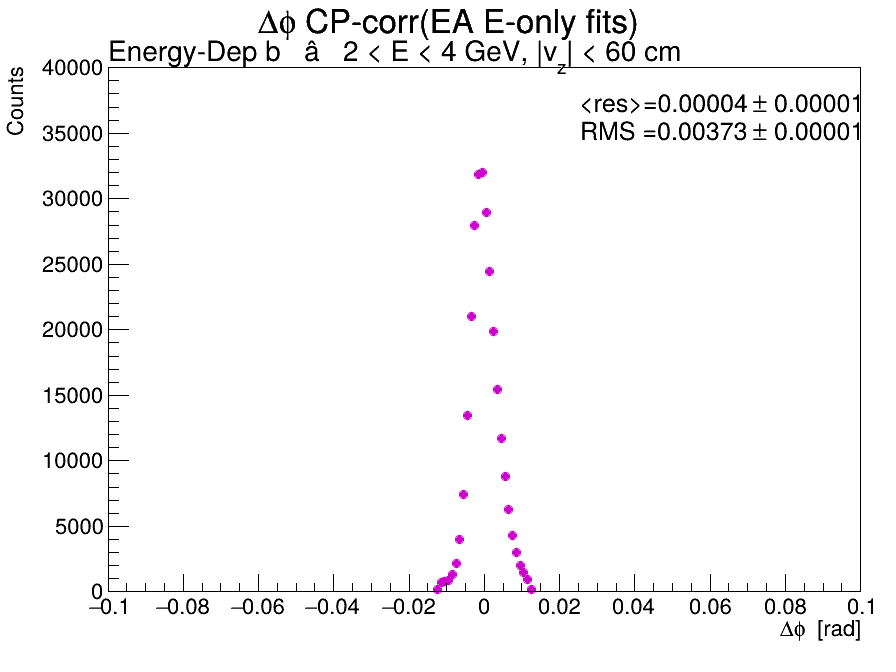 Δϕ CP-corr(EA E-only fits)
Energy-Dep b â 2 < E < 4 GeV, |vz| < 60 cm
Counts
40000
35000
30000
25000
20000
15000
10000
5000
0
<res>=0.00004 ± 0.00001
RMS =0.00373 ± 0.00001
−0.1 −0.08 −0.06 −0.04 −0.02 0 0.02 0.04 0.06 0.08 0.1
Δϕ [rad]